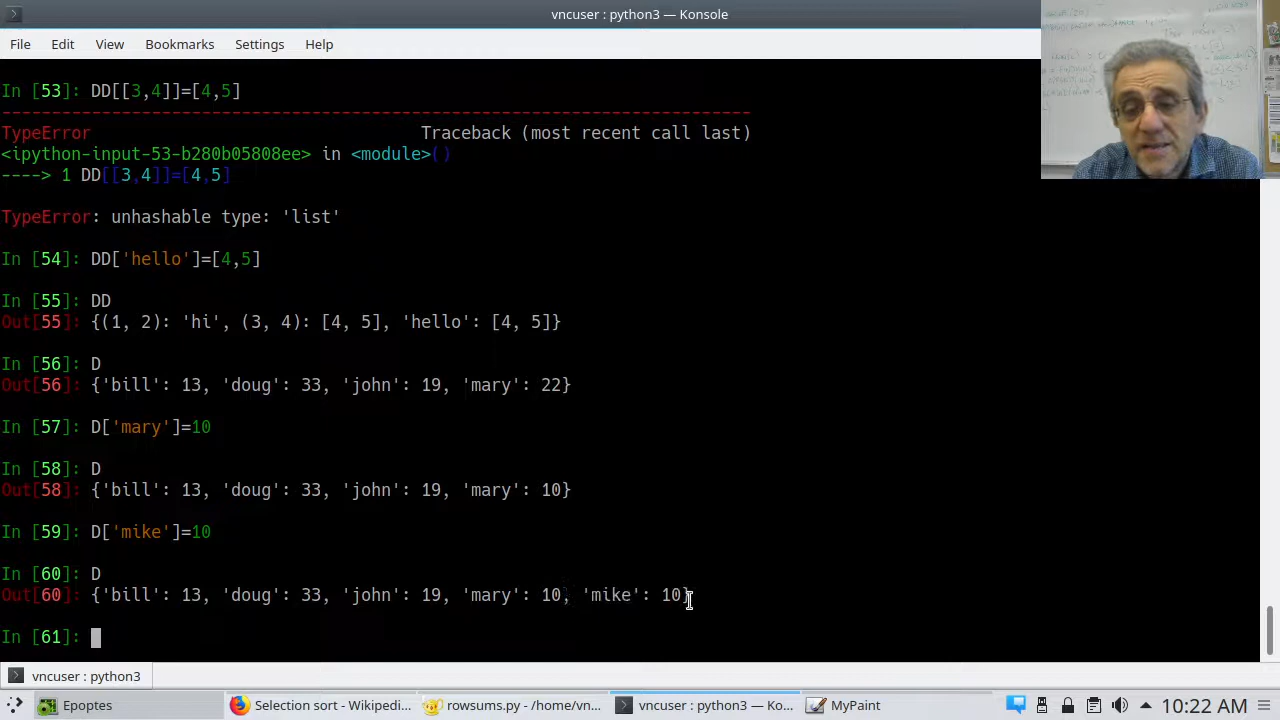 vncuser : python3 — Konsole
File Edit View Bookmarks Settings Help
In [53]: DD[[3,4]]=[4,5]
---------------------------------------------------------------------------
TypeError                                 Traceback (most recent call last)
<ipython-input-53-b280b05808ee> in <module>()
----> 1 DD[[3,4]]=[4,5]
TypeError: unhashable type: 'list'
In [54]: DD['hello']=[4,5]
In [55]: DD
Out[55]: {(1, 2): 'hi', (3, 4): [4, 5], 'hello': [4, 5]}
In [56]: D
Out[56]: {'bill': 13, 'doug': 33, 'john': 19, 'mary': 22}
In [57]: D['mary']=10
In [58]: D
Out[58]: {'bill': 13, 'doug': 33, 'john': 19, 'mary': 10}
In [59]: D['mike']=10
In [60]: D
Out[60]: {'bill': 13, 'doug': 33, 'john': 19, 'mary': 10, 'mike': 10}
In [61]:
vncuser : python3
Epoptes Selection sort - Wikipedi... rowsums.py - /home/vn... vncuser : python3 — Ko... MyPaint 10:22 AM